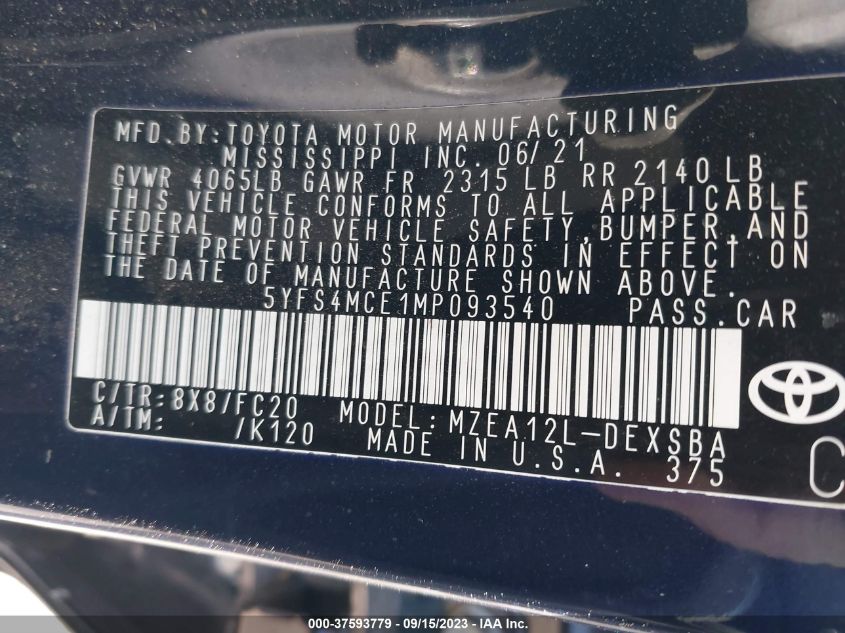 MFD.BY:TOYOTA MOTOR MANUFACTURING
MISSISSIPPI INC. 06/21
GVWR 4065LB GAWR FR 2315 LB RR 2140LB
THIS VEHICLE CONFORMS TO ALL APPLICABLE
FEDERAL MOTOR VEHICLE SAFETY,BUMPER,AND
THEFT PREVENTION STANDARDS IN EFFECT ON
THE DATE OF MANUFACTURE SHOWN ABOVE.
5YFS4MCE1MP093540 PASS.CAR
C/TR:8X8/FC20 MODEL:MZEA12L-DEXSBA
A/TM: /K120 MADE IN U.S.A. 375
C
000-37593779 - 09/15/2023 - IAA Inc.